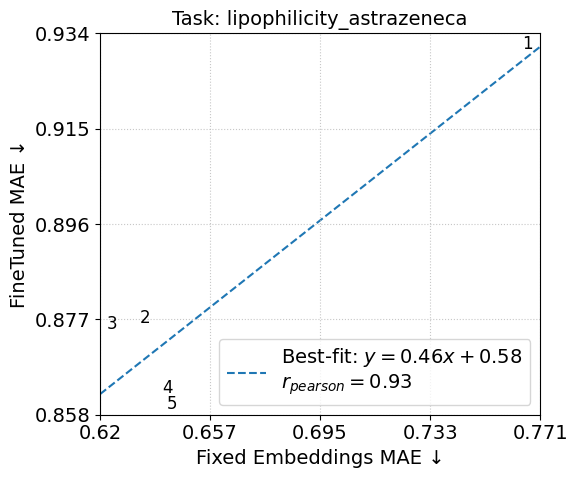 Task: lipophilicity_astrazeneca
FineTuned MAE ↓
0.934
0.915
0.896
0.877
0.858
1
2
3
4
5
Best-fit: y = 0.46x + 0.58
r_pearson = 0.93
0.62 0.657 0.695 0.733 0.771
Fixed Embeddings MAE ↓